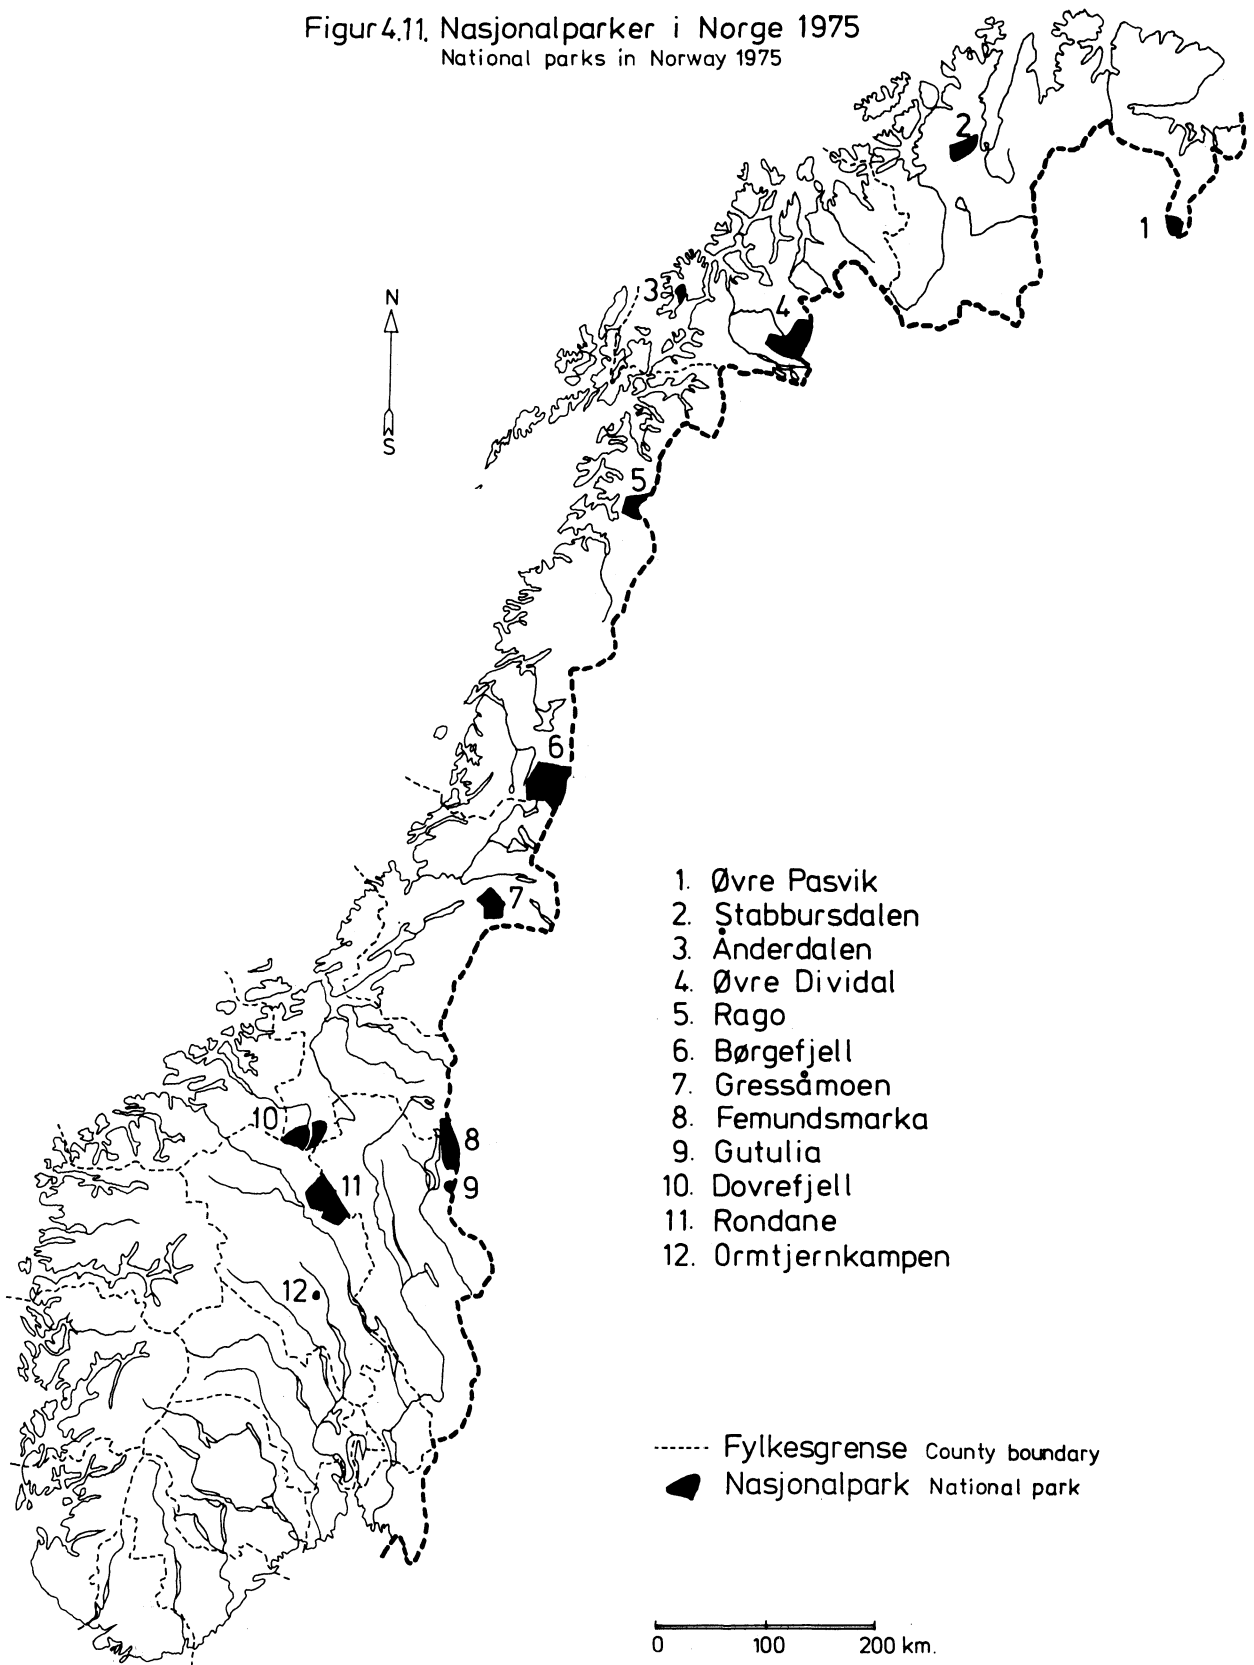 Figur 4.11. Nasjonalparker i Norge 1975
National parks in Norway 1975
2
1
3
4
N
S
5
6
7
10
8
11
9
12
1. Øvre Pasvik
2. Stabbursdalen
3. Ånderdalen
4. Øvre Dividal
5. Rago
6. Børgefjell
7. Gressåmoen
8. Femundsmarka
9. Gutulia
10. Dovrefjell
11. Rondane
12. Ormtjernkampen
Fylkesgrense County boundary
Nasjonalpark National park
0 100 200 km.